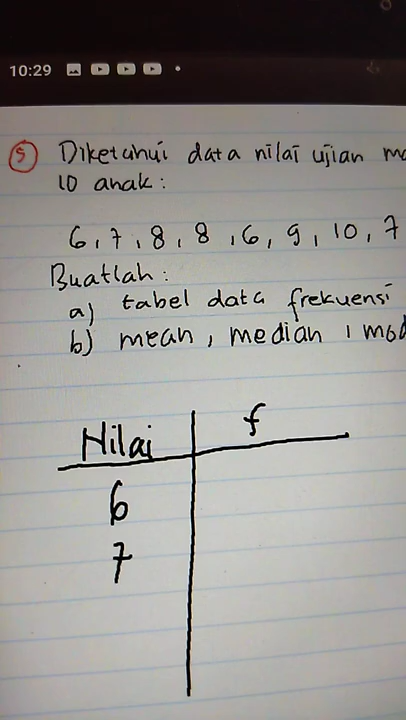 10:29
5 Diketahui data nilai ujian
10 anak :
6, 7, 8, 8, 6, 9, 10, 7
Buatlah :
a) tabel data frekuensi
b) mean, median,
Nilai f
6
7